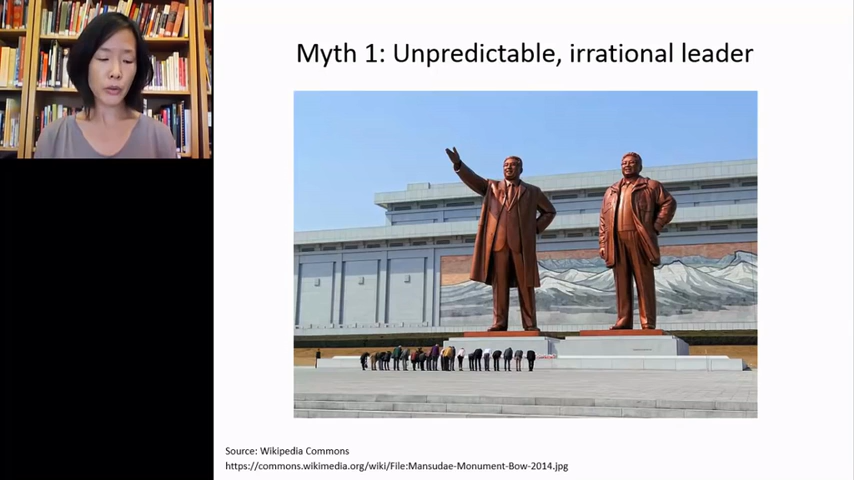 Myth 1: Unpredictable, irrational leader
Source: Wikipedia Commons
https://commons.wikimedia.org/wiki/File:Mansudae-Monument-Bow-2014.jpg